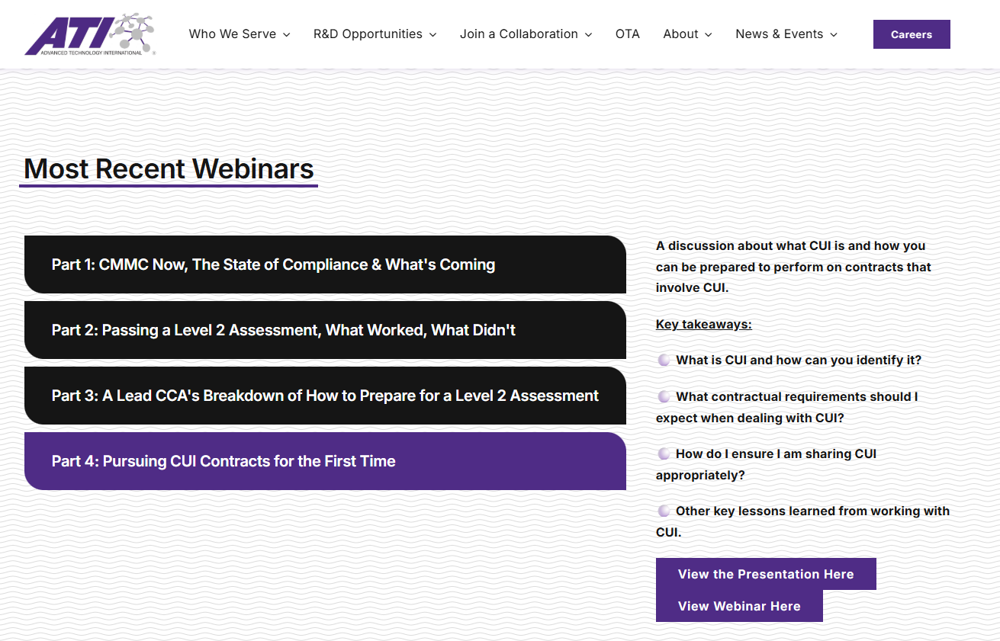 ATI
ADVANCED TECHNOLOGY INTERNATIONAL ®
Who We Serve
R&D Opportunities
Join a Collaboration
OTA
About
News & Events
Careers
Most Recent Webinars
Part 1: CMMC Now, The State of Compliance & What's Coming
Part 2: Passing a Level 2 Assessment, What Worked, What Didn't
Part 3: A Lead CCA's Breakdown of How to Prepare for a Level 2 Assessment
Part 4: Pursuing CUI Contracts for the First Time
A discussion about what CUI is and how you
can be prepared to perform on contracts that
involve CUI.
Key takeaways:
What is CUI and how can you identify it?
What contractual requirements should I
expect when dealing with CUI?
How do I ensure I am sharing CUI
appropriately?
Other key lessons learned from working with
CUI.
View the Presentation Here
View Webinar Here